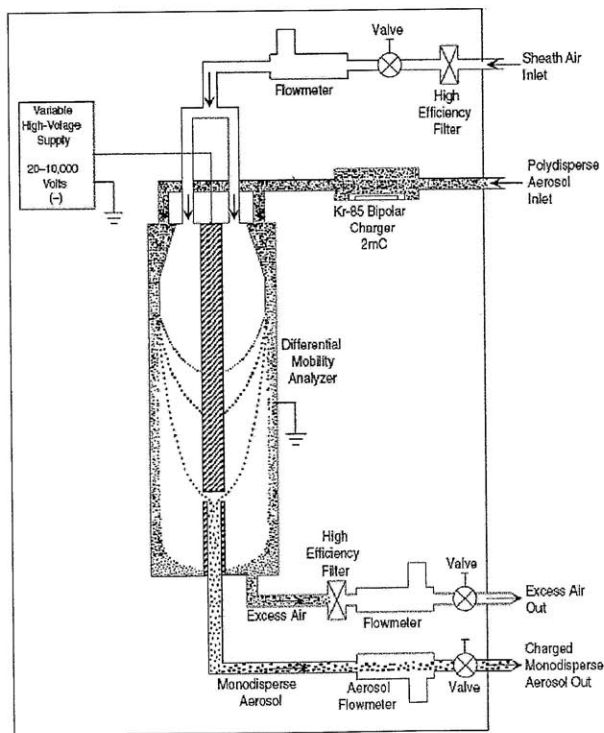 Valve
Sheath Air
Inlet
Flowmeter
High
Efficiency
Filter
Variable
High-Volage
Supply
20–10,000
Volts
(–)
Polydisperse
Aerosol
Inlet
Kr-85 Bipolar
Charger
2mC
Differential
Mobility
Analyzer
High
Efficiency
Filter
Valve
Excess Air
Out
Excess Air
Flowmeter
Charged
Monodisperse
Aerosol Out
Monodisperse
Aerosol
Aerosol
Flowmeter
Valve